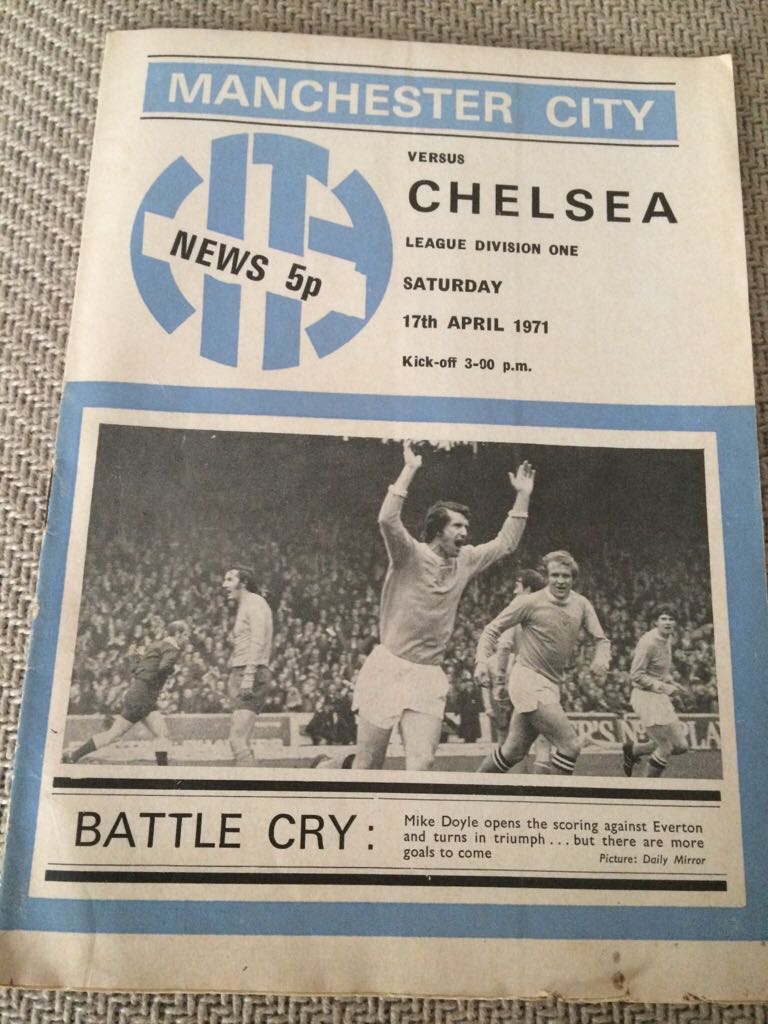 MANCHESTER CITY
CITY
NEWS 5p
VERSUS
CHELSEA
LEAGUE DIVISION ONE
SATURDAY
17th APRIL 1971
Kick-off 3-00 p.m.
BATTLE CRY:
Mike Doyle opens the scoring against Everton
and turns in triumph . . . but there are more
goals to come
Picture: Daily Mirror